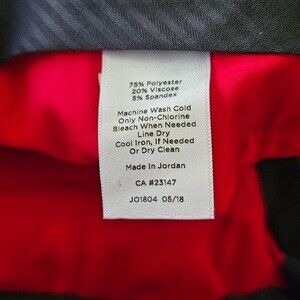 75% Polyester
20% Viscose
5% Spandex
Machine Wash Cold
Only Non-Chlorine
Bleach When Needed
Line Dry
Cool Iron, If Needed
Or Dry Clean
Made in Jordan
CA #23147
JO1804 05/18